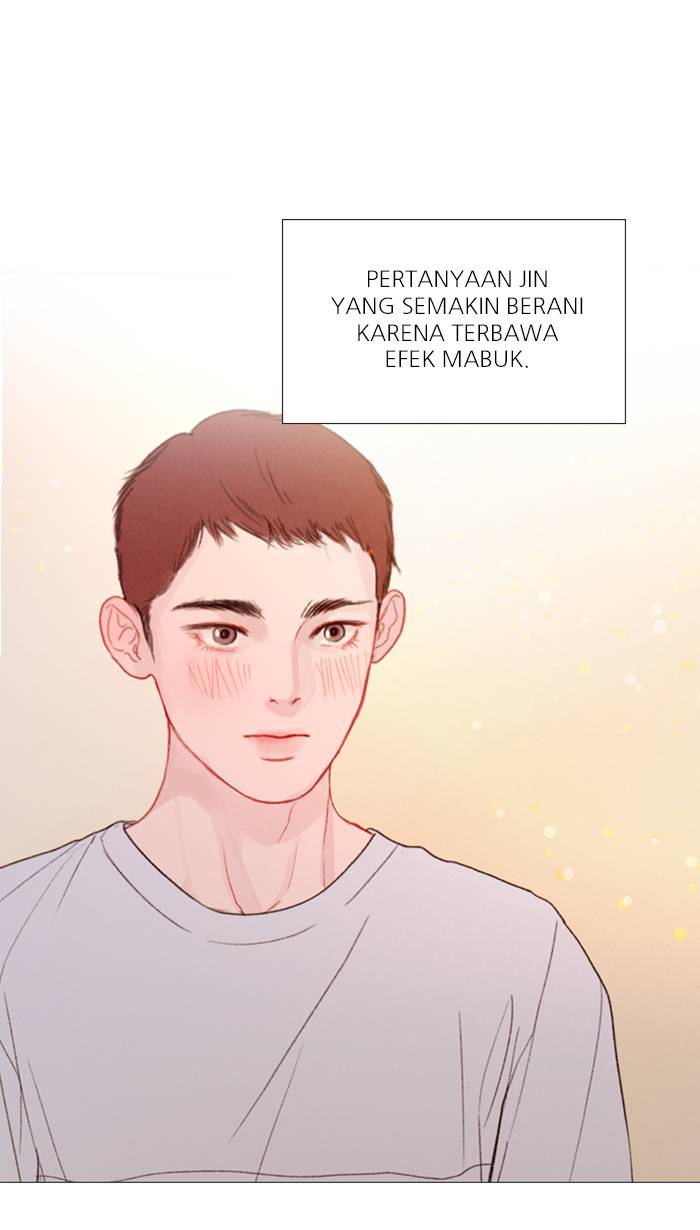 PERTANYAAN JIN
YANG SEMAKIN BERANI
KARENA TERBAWA
EFEK MABUK.